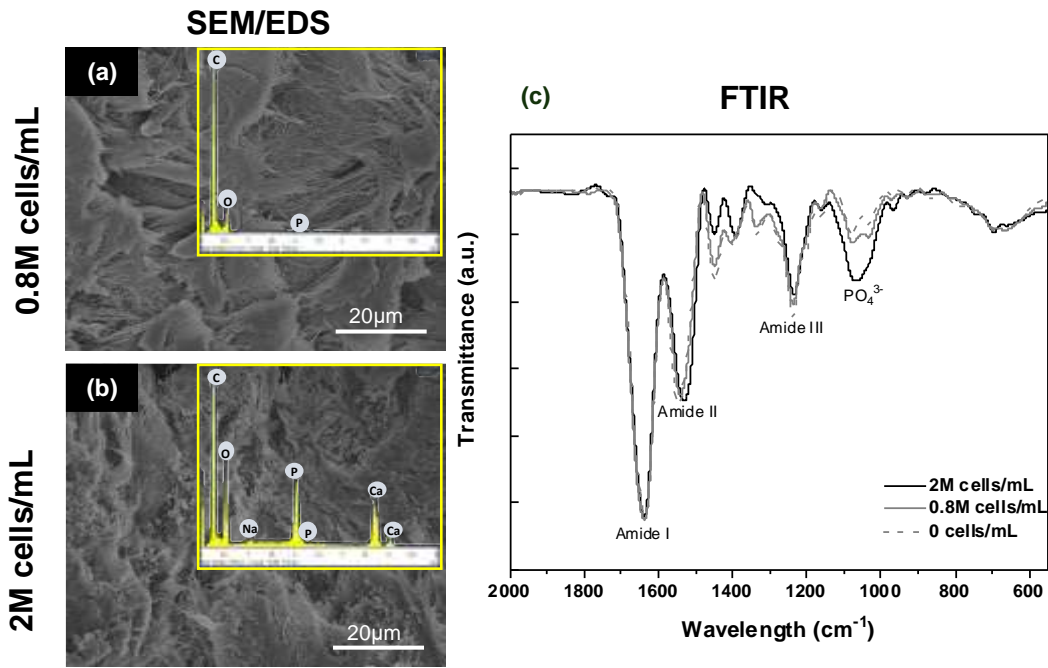 SEM/EDS
0.8M cells/mL
(a)
C
O
P
20µm
2M cells/mL
(b)
C
O
Na
P
P
Ca
Ca
20µm
(c)
FTIR
Transmittance (a.u.)
PO₄³⁻
Amide III
Amide II
Amide I
2M cells/mL
0.8M cells/mL
0 cells/mL
2000 1800 1600 1400 1200 1000 800 600
Wavelength (cm⁻¹)